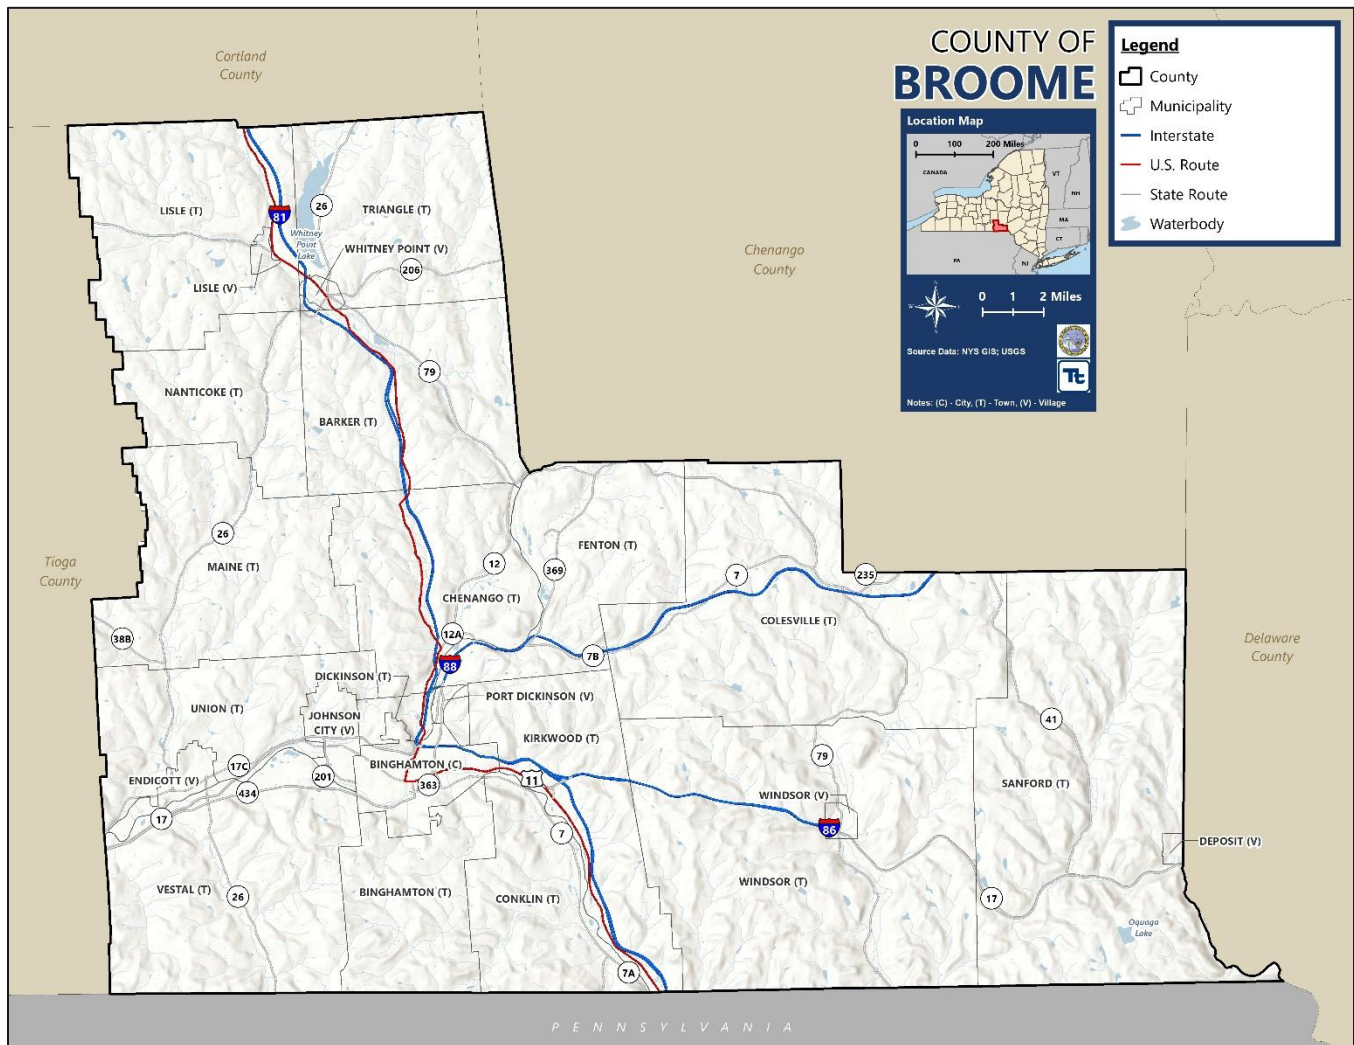 COUNTY OF
BROOME
Legend
County
Municipality
Interstate
U.S. Route
State Route
Waterbody
Location Map
0 100 200 Miles
CANADA
VT
NH
MA
CT
PA
NJ
0 1 2 Miles
Source Data: NYS GIS; USGS
Tt
Notes: (C) - City, (T) - Town, (V) - Village
Cortland
County
Chenango
County
Tioga
County
Delaware
County
LISLE (T)
81
26
TRIANGLE (T)
Whitney
Point
Lake
WHITNEY POINT (V)
206
LISLE (V)
79
NANTICOKE (T)
BARKER (T)
26
MAINE (T)
12
369
FENTON (T)
CHENANGO (T)
7
235
COLESVILLE (T)
38B
12A
88
7B
DICKINSON (T)
PORT DICKINSON (V)
UNION (T)
JOHNSON
CITY (V)
KIRKWOOD (T)
41
79
ENDICOTT (V)
17C
201
BINGHAMTON (C)
363
11
SANFORD (T)
434
17
WINDSOR (V)
86
7
DEPOSIT (V)
VESTAL (T)
26
BINGHAMTON (T)
CONKLIN (T)
WINDSOR (T)
17
Oquaga
Lake
7A
PENNSYLVANIA